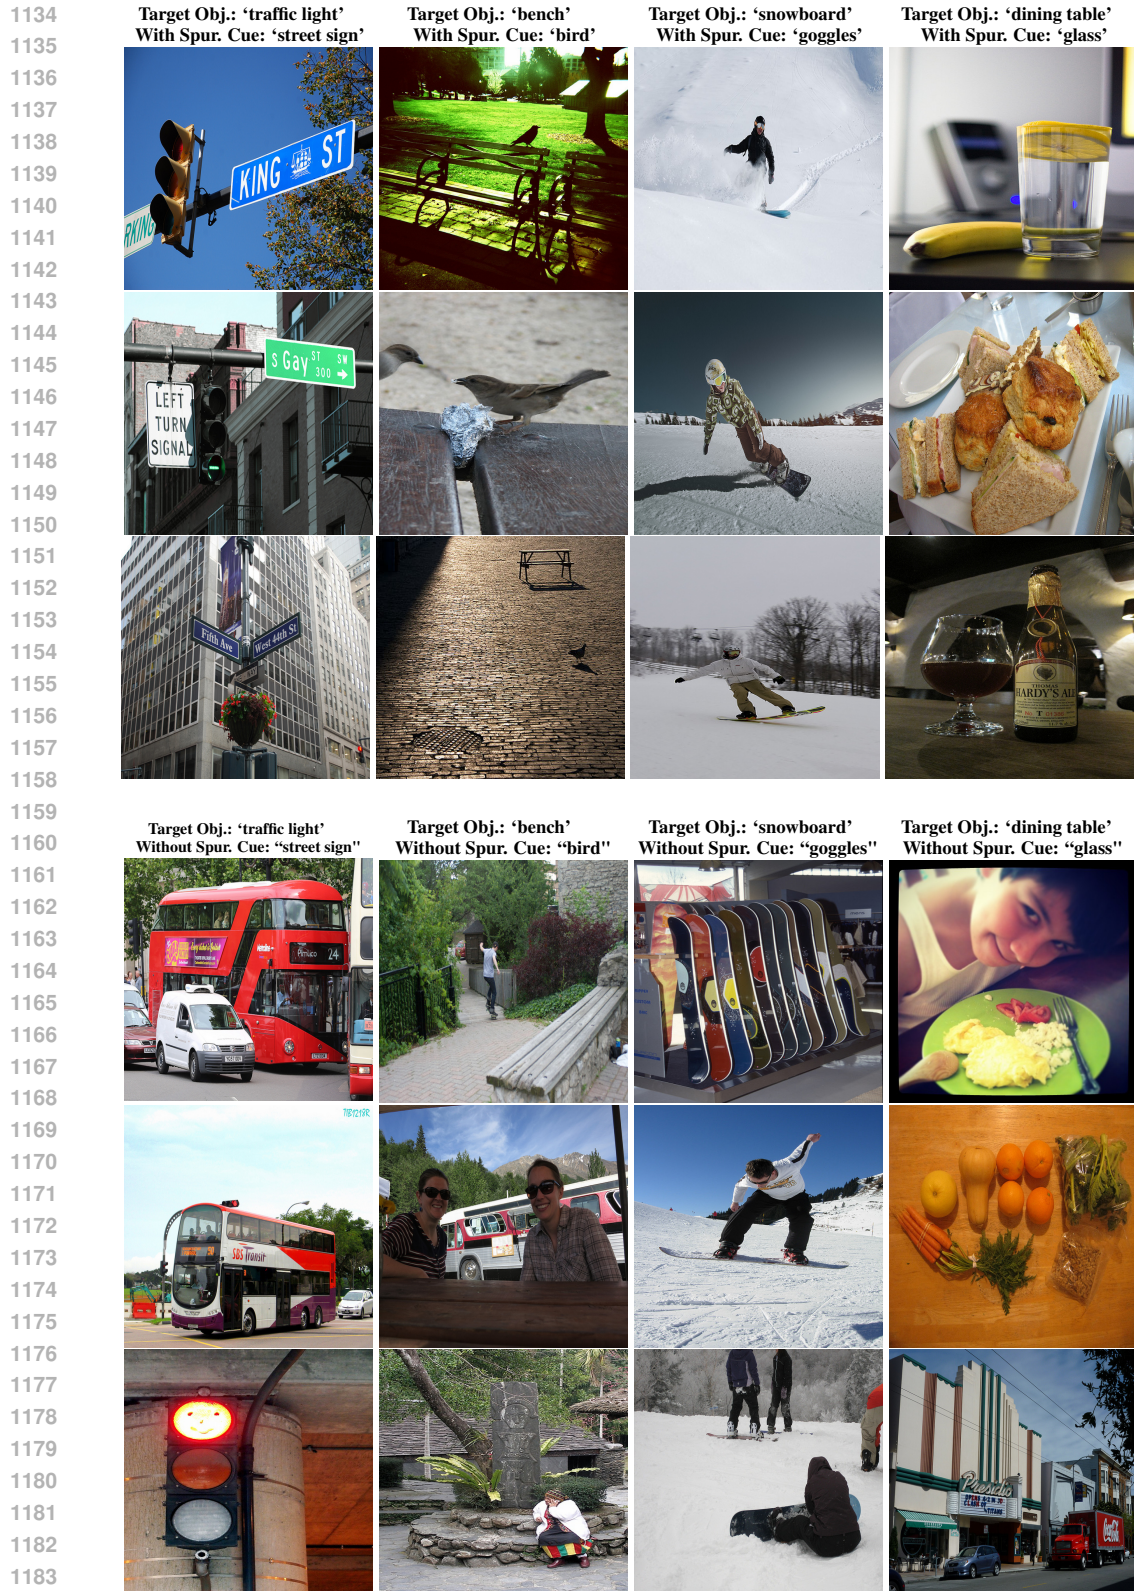 1134
1135
1136
1137
1138
1139
1140
1141
1142
1143
1144
1145
1146
1147
1148
1149
1150
1151
1152
1153
1154
1155
1156
1157
1158
1159
1160
1161
1162
1163
1164
1165
1166
1167
1168
1169
1170
1171
1172
1173
1174
1175
1176
1177
1178
1179
1180
1181
1182
1183
Target Obj.: ‘traffic light’
With Spur. Cue: ‘street sign’
Target Obj.: ‘bench’
With Spur. Cue: ‘bird’
Target Obj.: ‘snowboard’
With Spur. Cue: ‘goggles’
Target Obj.: ‘dining table’
With Spur. Cue: ‘glass’
KING ST
RKING
S Gay ST SW
300 →
LEFT
TURN
SIGNAL
Fifth Ave
West 44th St
THOMAS
HARDY'S ALE
Target Obj.: ‘traffic light’
Without Spur. Cue: “street sign"
Target Obj.: ‘bench’
Without Spur. Cue: “bird"
Target Obj.: ‘snowboard’
Without Spur. Cue: “goggles"
Target Obj.: ‘dining table’
Without Spur. Cue: “glass"
Pimlico 24
TIB1218R
SBS Transit
Presidio
Coca-Cola